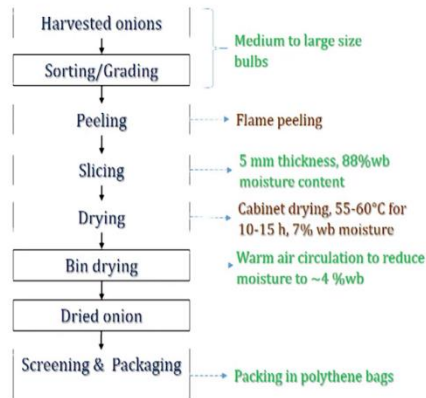 Harvested onions
Medium to large size
bulbs
Sorting/Grading
Peeling
Flame peeling
Slicing
5 mm thickness, 88%wb
moisture content
Drying
Cabinet drying, 55-60°C for
10-15 h, 7% wb moisture
Bin drying
Warm air circulation to reduce
moisture to ~4 %wb
Dried onion
Screening & Packaging
Packing in polythene bags